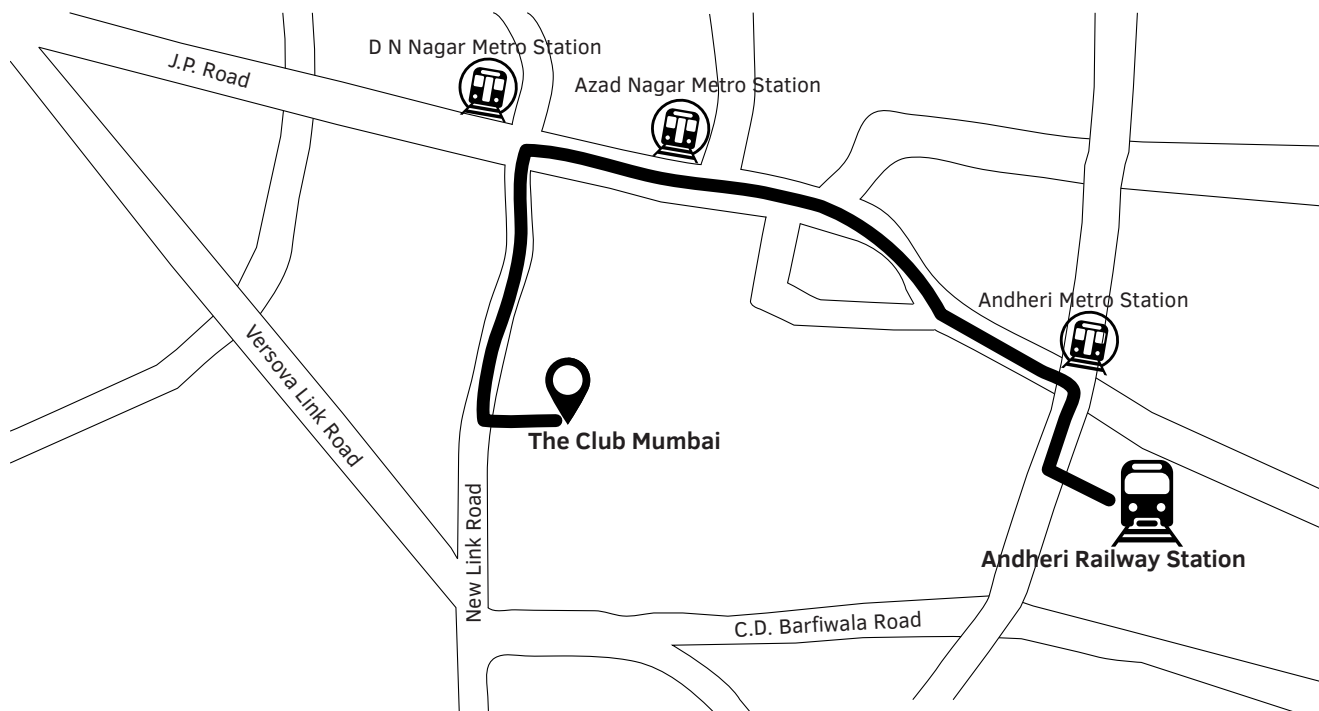 D N Nagar Metro Station
J.P. Road
Azad Nagar Metro Station
Andheri Metro Station
Versova Link Road
The Club Mumbai
New Link Road
Andheri Railway Station
C.D. Barfiwala Road